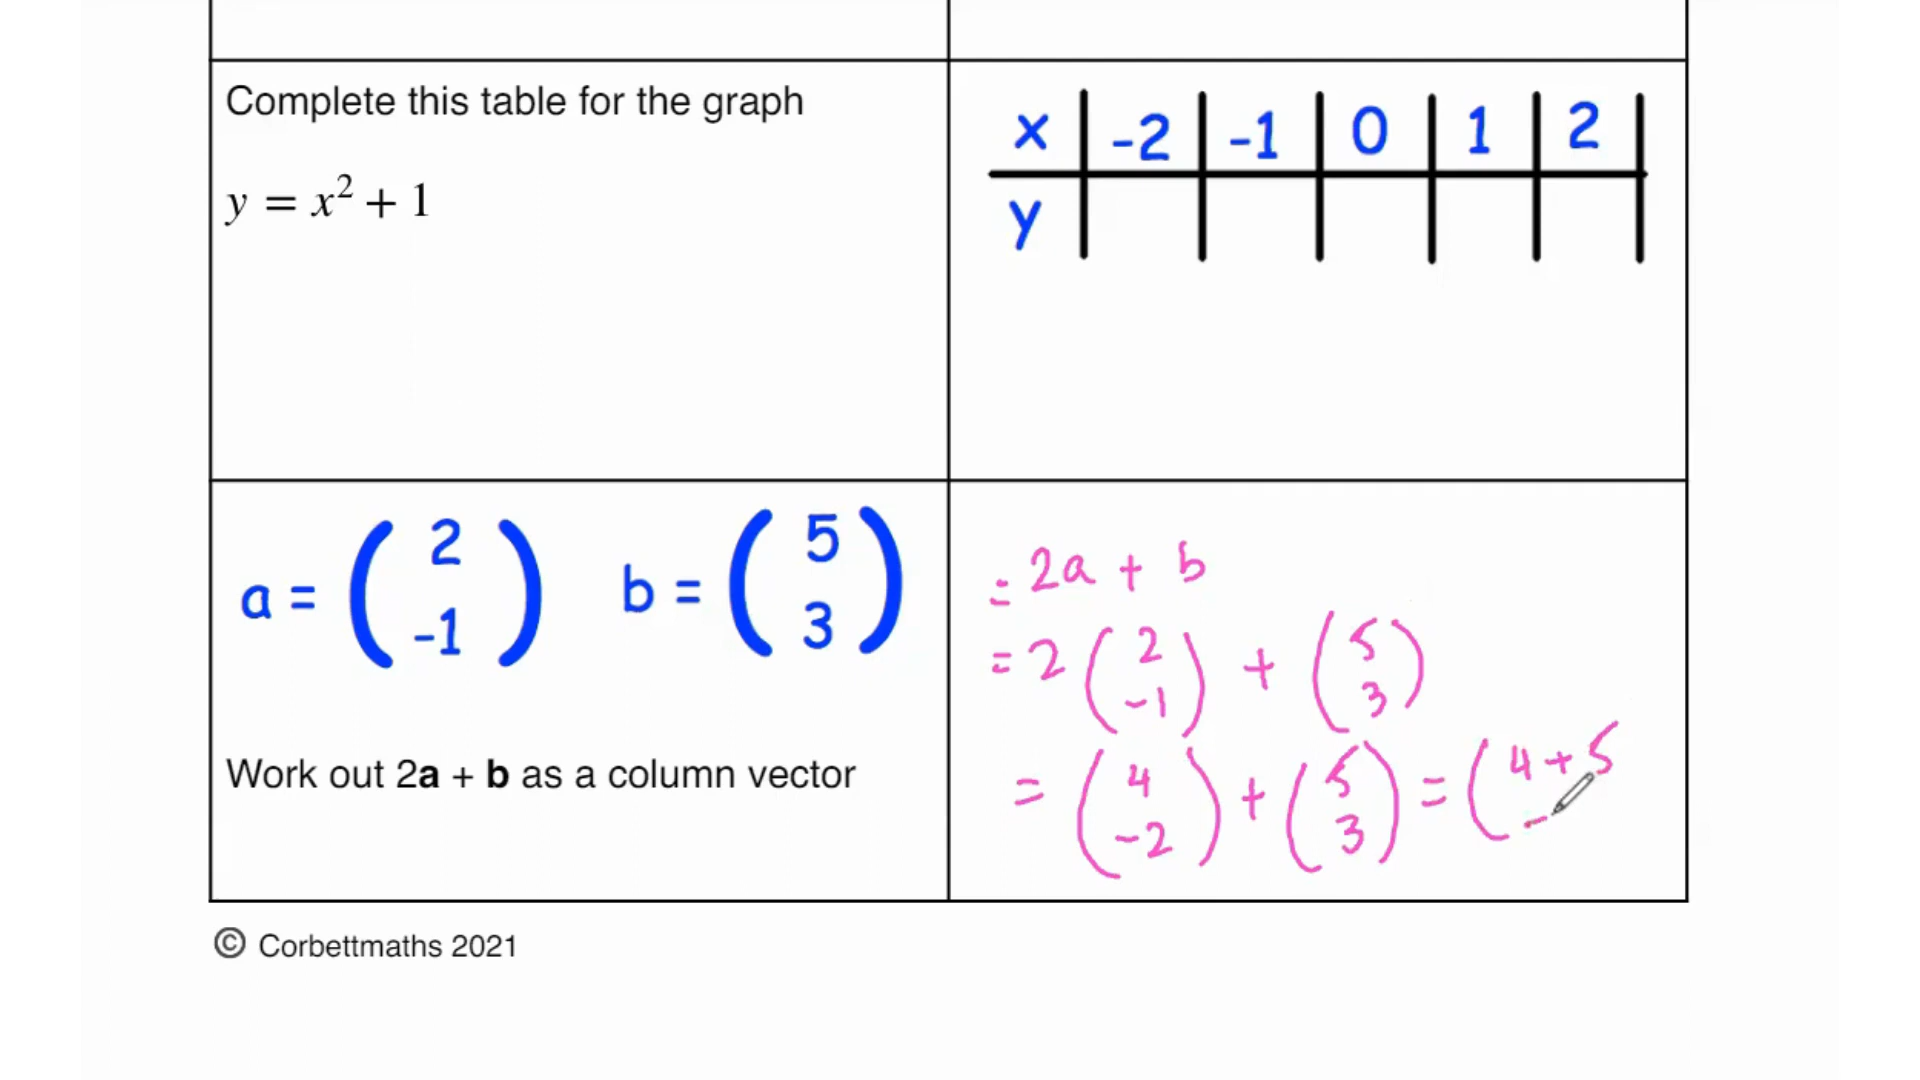 Complete this table for the graph
y = x² + 1
x -2 -1 0 1 2
y
a = ( 2 -1 ) b = ( 5 3 )
Work out 2a + b as a column vector
= 2a + b
= 2 ( 2 -1 ) + ( 5 3 )
= ( 4 -2 ) + ( 5 3 ) = ( 4+5 -
© Corbettmaths 2021